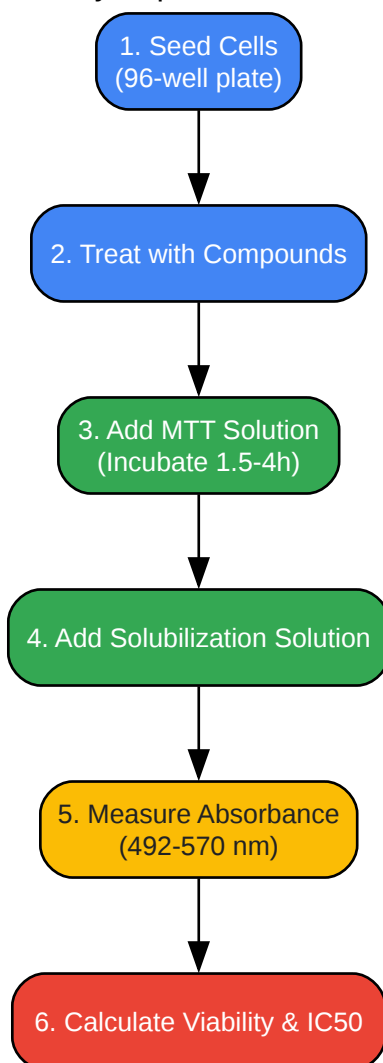 1. Seed Cells
(96-well plate)
2. Treat with Compounds
3. Add MTT Solution
(Incubate 1.5-4h)
4. Add Solubilization Solution
5. Measure Absorbance
(492-570 nm)
6. Calculate Viability & IC50